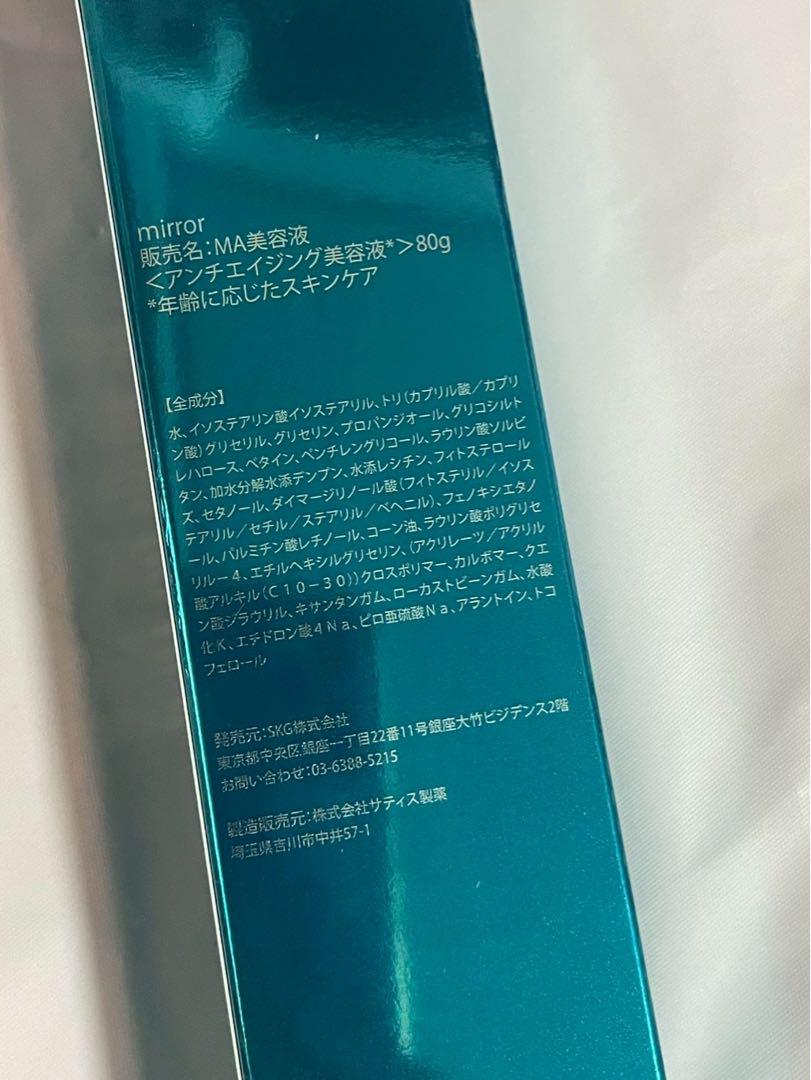 mirror
販売名：MA美容液
＜アンチエイジング美容液*＞80g
*年齢に応じたスキンケア
【全成分】
水、イソステアリン酸イソステアリル、トリ（カプリル酸／カプリ
ン酸）グリセリル、グリセリン、プロパンジオール、グリコシルト
レハロース、ベタイン、ペンチレングリコール、ラウリン酸ソルビ
タン、加水分解水添デンプン、水添レシチン、フィトステロール
ズ、セタノール、ダイマージリノール酸（フィトステリル／イソス
テアリル／セチル／ステアリル／ベヘニル）、フェノキシエタノ
ール、パルミチン酸レチノール、コーン油、ラウリン酸ポリグリセ
リル－４、エチルヘキシルグリセリン、（アクリレーツ／アクリル
酸アルキル（Ｃ１０－３０））クロスポリマー、カルボマー、クエ
ン酸ジラウリル、キサンタンガム、ローカストビーンガム、水酸
化Ｋ、エチドロン酸４Ｎａ、ピロ亜硫酸Ｎａ、アラントイン、トコ
フェロール
発売元：SKG株式会社
東京都中央区銀座一丁目22番11号銀座大竹ビジデンス2階
お問い合わせ：03-6388-5215
製造販売元：株式会社サティス製薬
埼玉県吉川市中井57-1